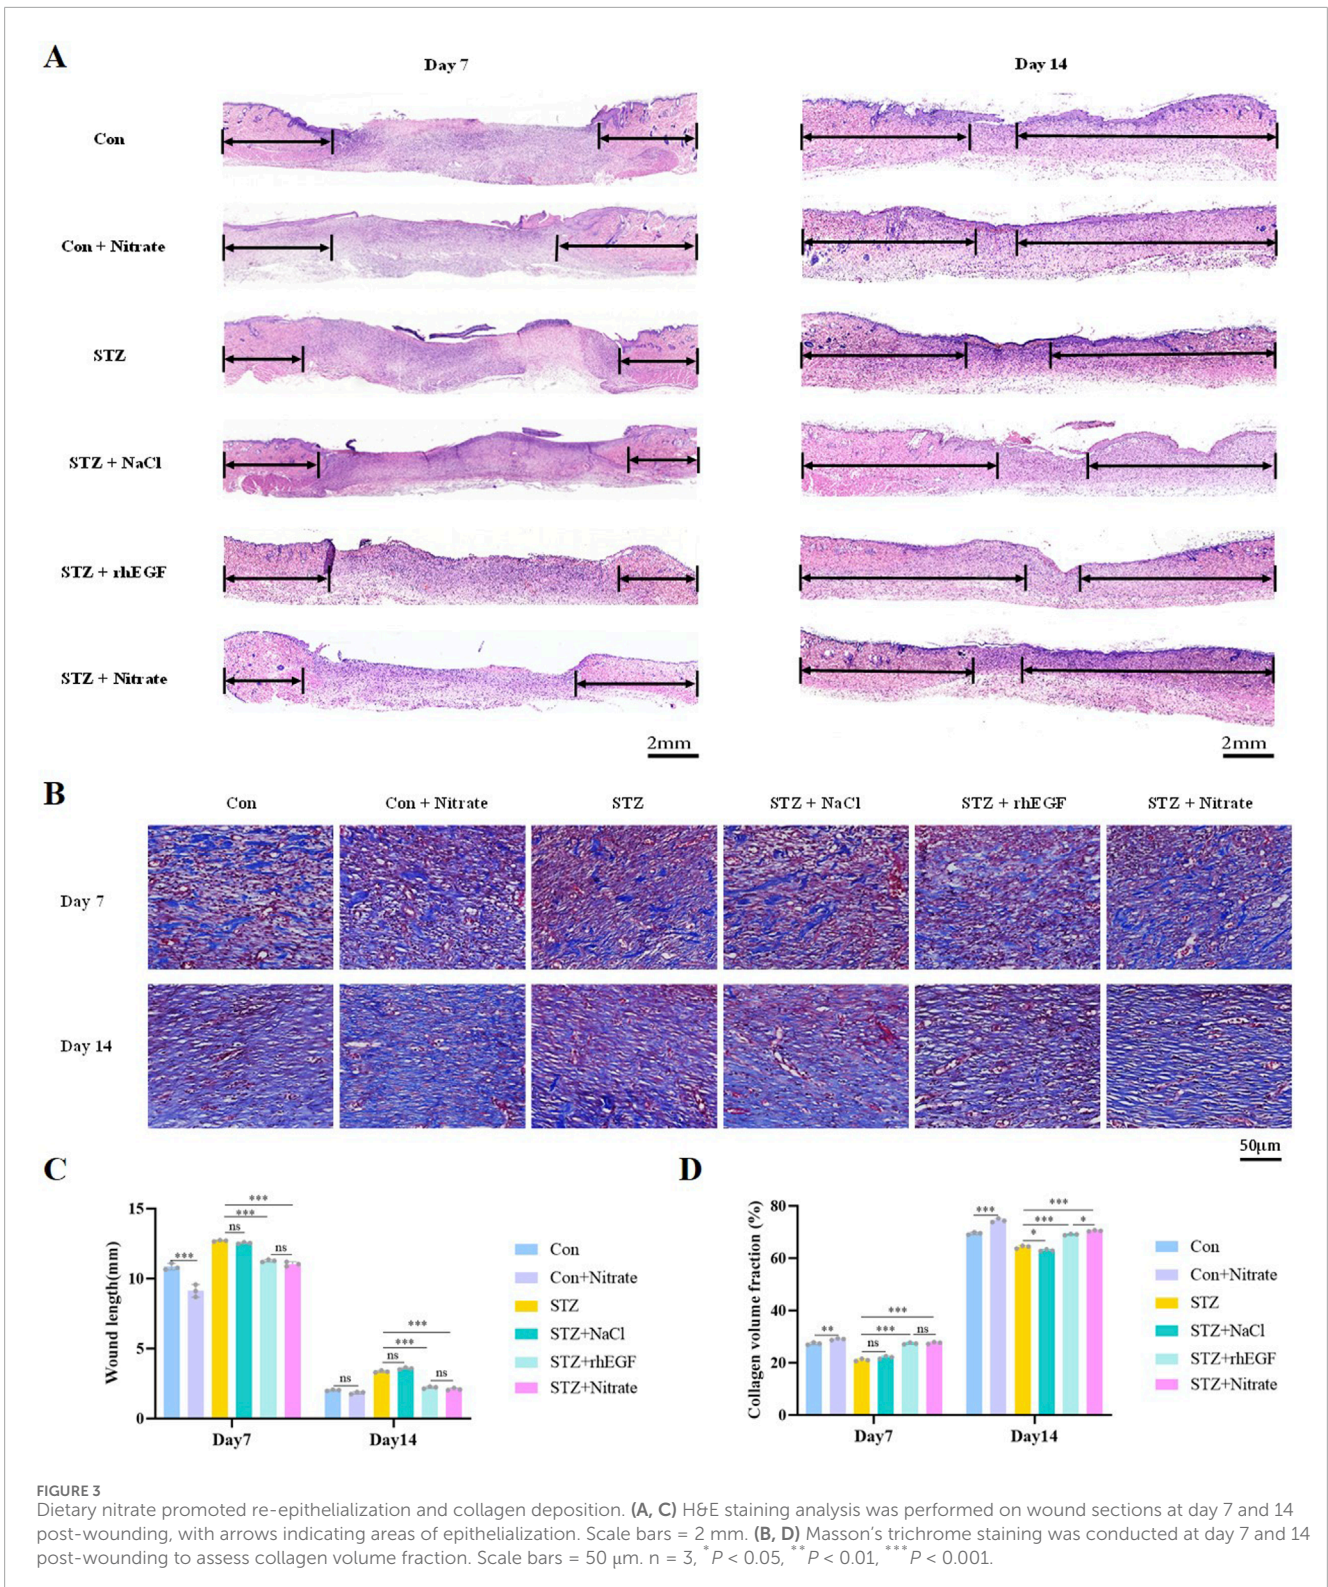 A
Day 7
Day 14
Con
Con + Nitrate
STZ
STZ + NaCl
STZ + rhEGF
STZ + Nitrate
2mm
2mm
B
Con
Con + Nitrate
STZ
STZ + NaCl
STZ + rhEGF
STZ + Nitrate
Day 7
Day 14
50μm
C
Wound length(mm)
15
10
5
0
***
***
***
ns
ns
***
***
ns
ns
ns
Day7
Day14
Con
Con+Nitrate
STZ
STZ+NaCl
STZ+rhEGF
STZ+Nitrate
D
Collagen volume fraction (%)
80
60
40
20
0
**
***
***
ns
ns
***
***
***
*
*
Day7
Day14
Con
Con+Nitrate
STZ
STZ+NaCl
STZ+rhEGF
STZ+Nitrate
FIGURE 3
Dietary nitrate promoted re-epithelialization and collagen deposition. (A, C) H&E staining analysis was performed on wound sections at day 7 and 14
post-wounding, with arrows indicating areas of epithelialization. Scale bars = 2 mm. (B, D) Masson's trichrome staining was conducted at day 7 and 14
post-wounding to assess collagen volume fraction. Scale bars = 50 μm. n = 3, *P < 0.05, **P < 0.01, ***P < 0.001.